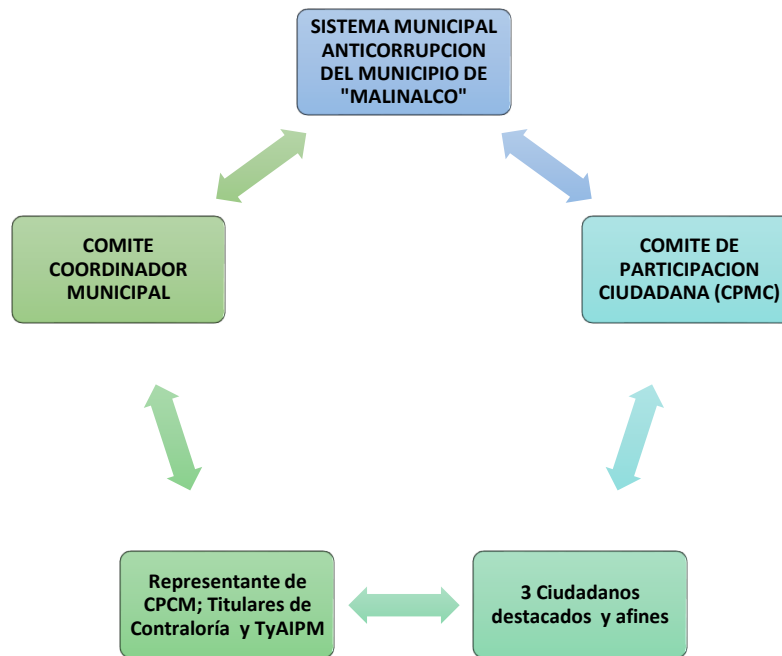 SISTEMA MUNICIPAL
ANTICORRUPCION
DEL MUNICIPIO DE
"MALINALCO"
COMITE
COORDINADOR
MUNICIPAL
COMITE DE
PARTICIPACION
CIUDADANA (CPMC)
Representante de
CPCM; Titulares de
Contraloría y TyAIPM
3 Ciudadanos
destacados y afines